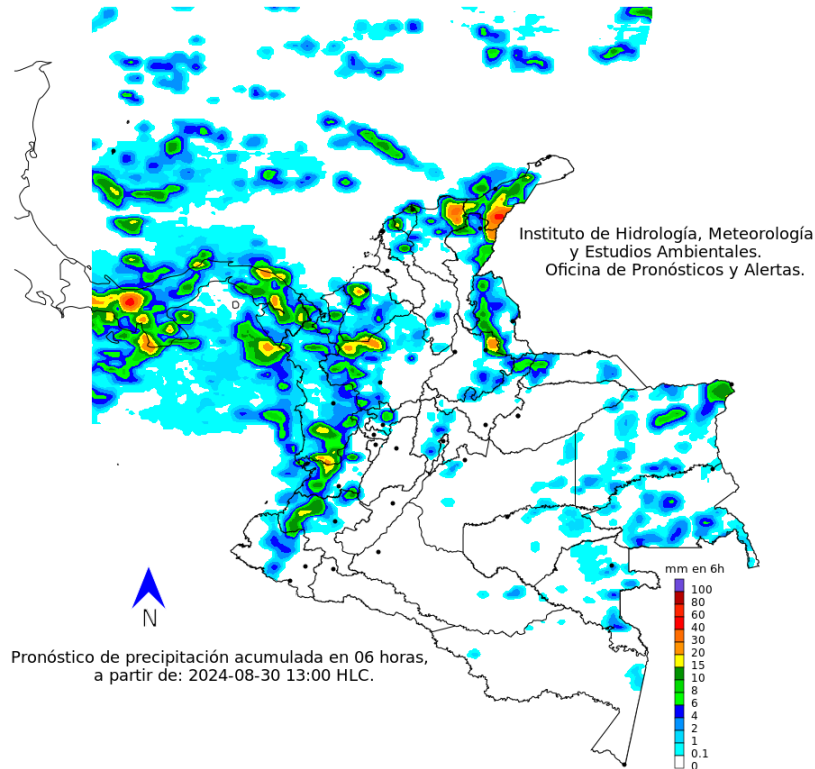 Instituto de Hidrología, Meteorología
y Estudios Ambientales.
Oficina de Pronósticos y Alertas.
mm en 6h
100
80
60
40
30
20
15
10
8
6
4
2
1
0.1
0
N
Pronóstico de precipitación acumulada en 06 horas,
a partir de: 2024-08-30 13:00 HLC.